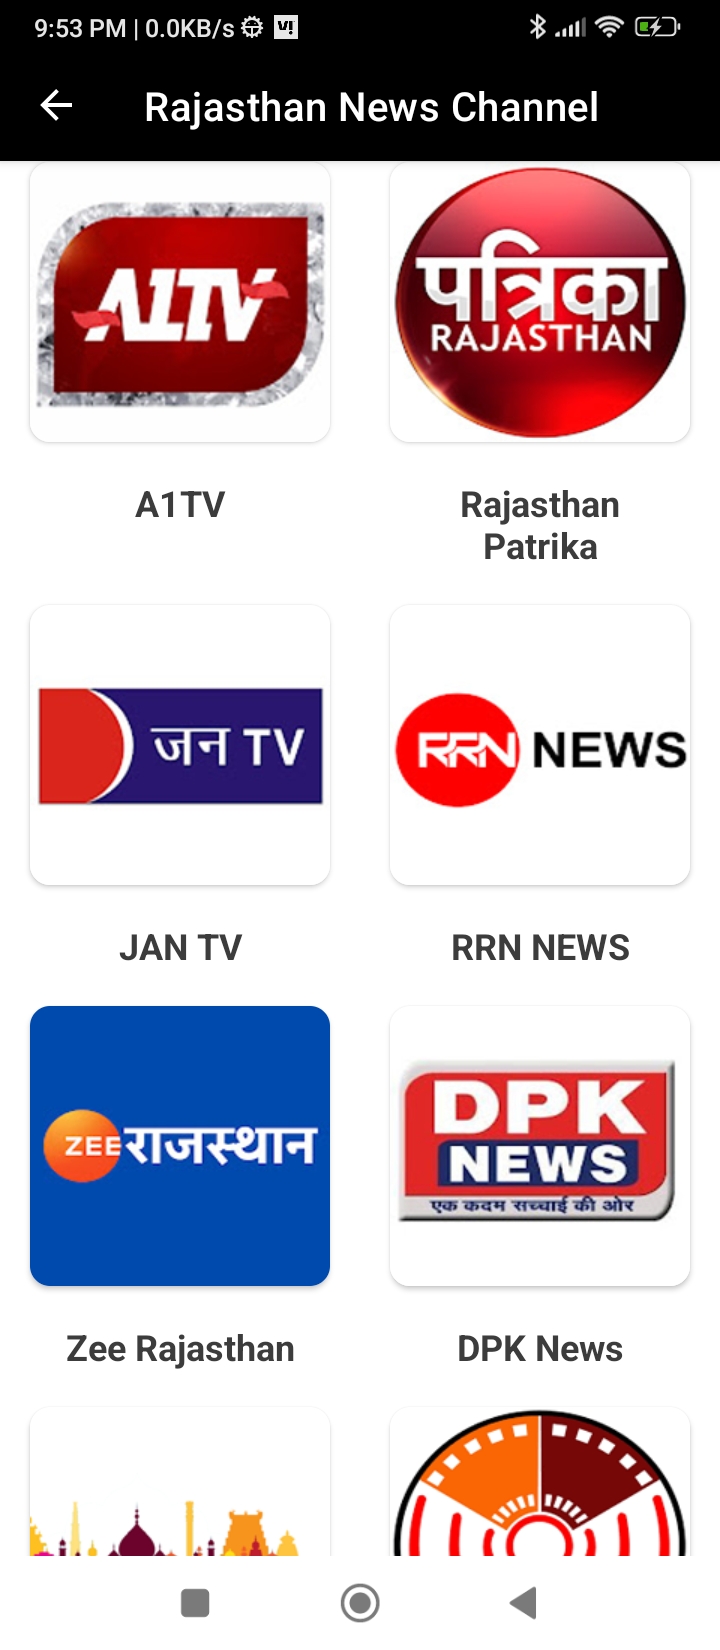 9:53 PM | 0.0KB/s
Rajasthan News Channel
A1TV
पत्रिका
RAJASTHAN
A1TV
Rajasthan
Patrika
जन TV
RRN NEWS
JAN TV
RRN NEWS
ZEE राजस्थान
DPK
NEWS
एक कदम सच्चाई की ओर
Zee Rajasthan
DPK News